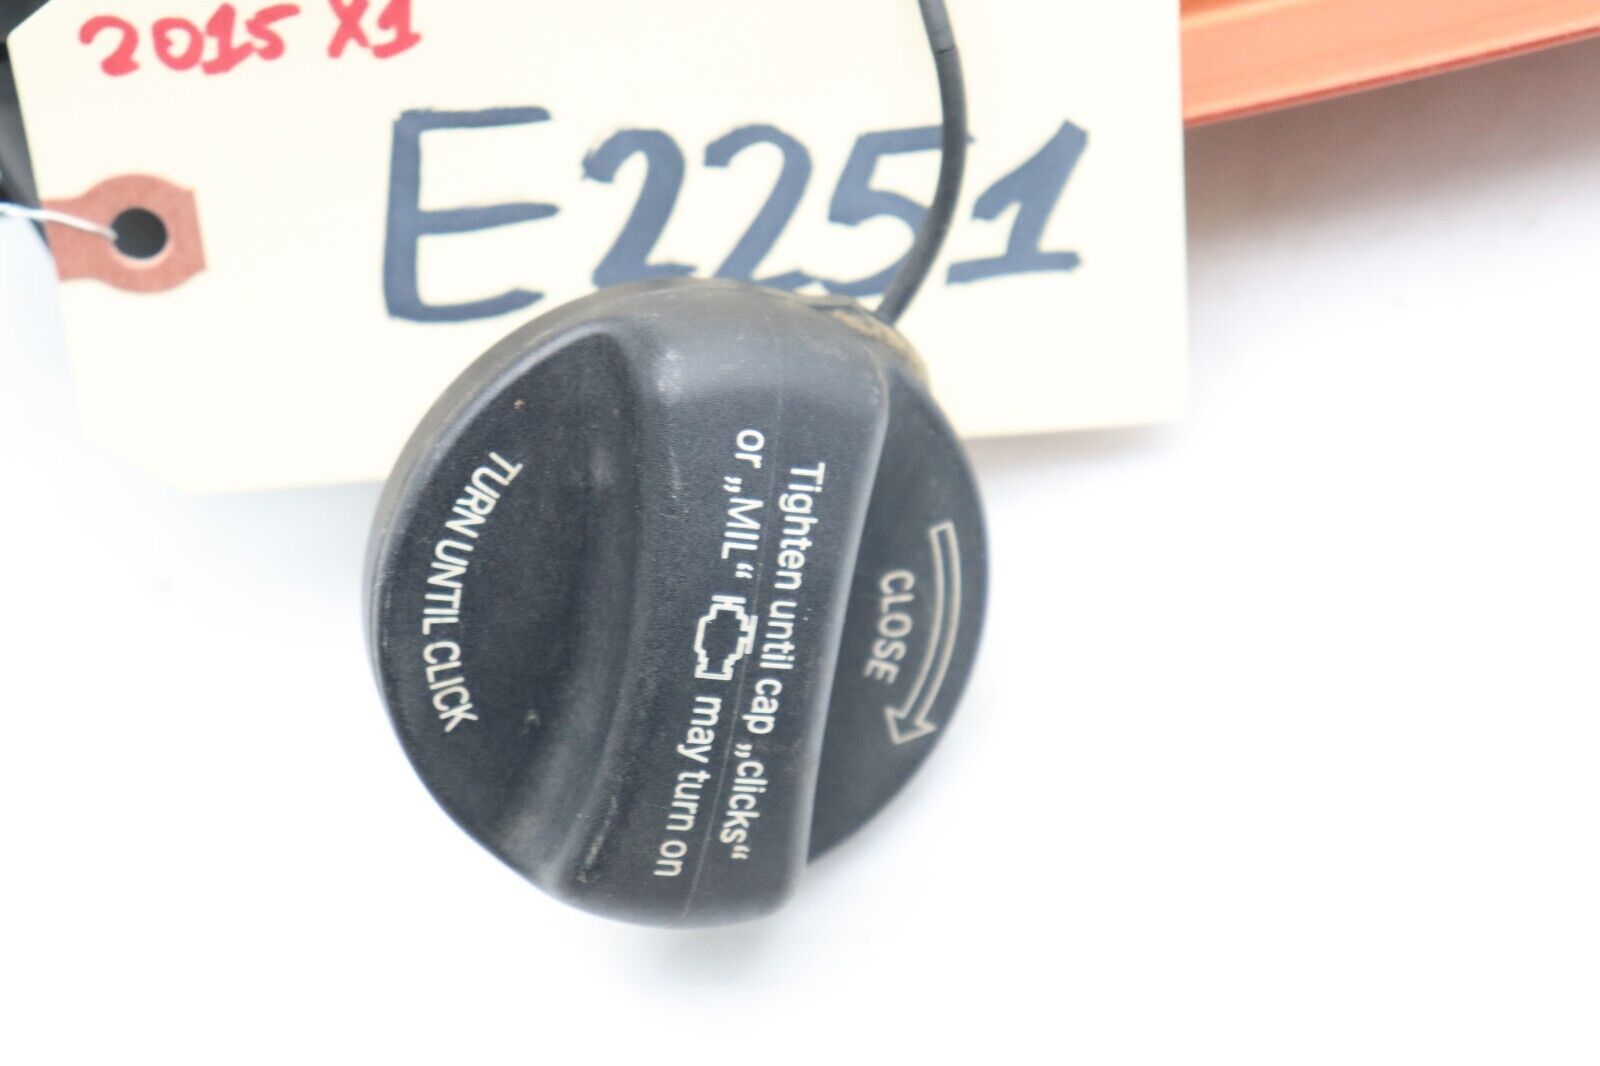 2015 X1
E2251
TURN UNTIL CLICK
Tighten until cap „clicks“
or „MIL“ may turn on
CLOSE